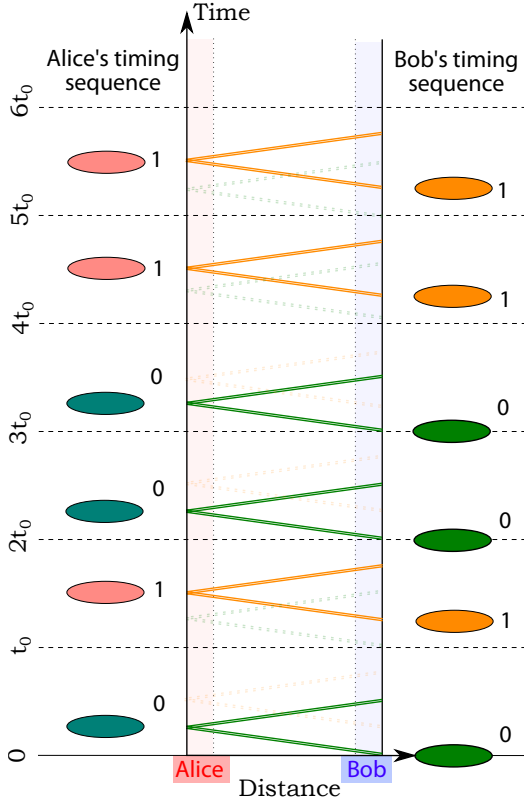 Time
Alice's timing
sequence
Bob's timing
sequence
6t₀
1
1
5t₀
1
1
4t₀
0
0
3t₀
0
0
2t₀
1
1
t₀
0
0
0
Alice
Bob
Distance